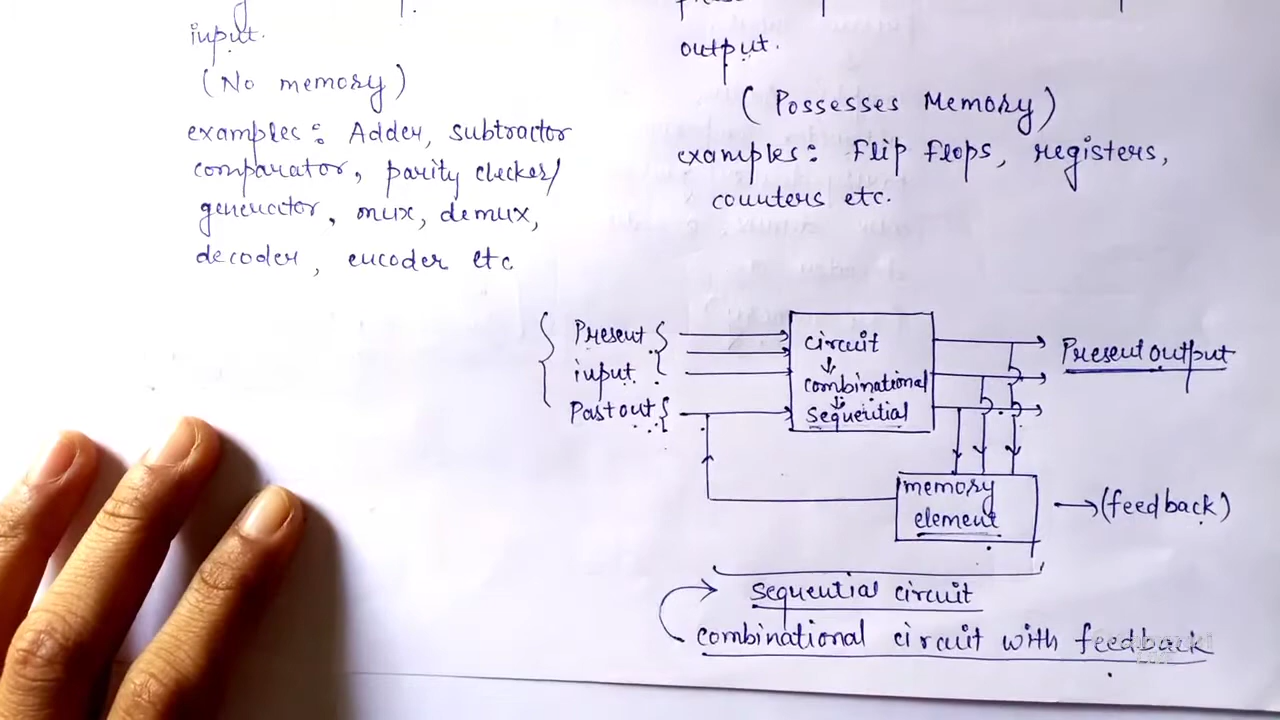 input.
(No memory)
examples: Adder, subtractor
comparator, parity checker/
generator, mux, demux,
decoder, encoder etc
output.
(Possesses Memory)
examples: Flip flops, registers,
counters etc.
Present
input
Past out
circuit
combinational
sequential
Present output
memory
element
(feedback)
sequential circuit
combinational circuit with feedback